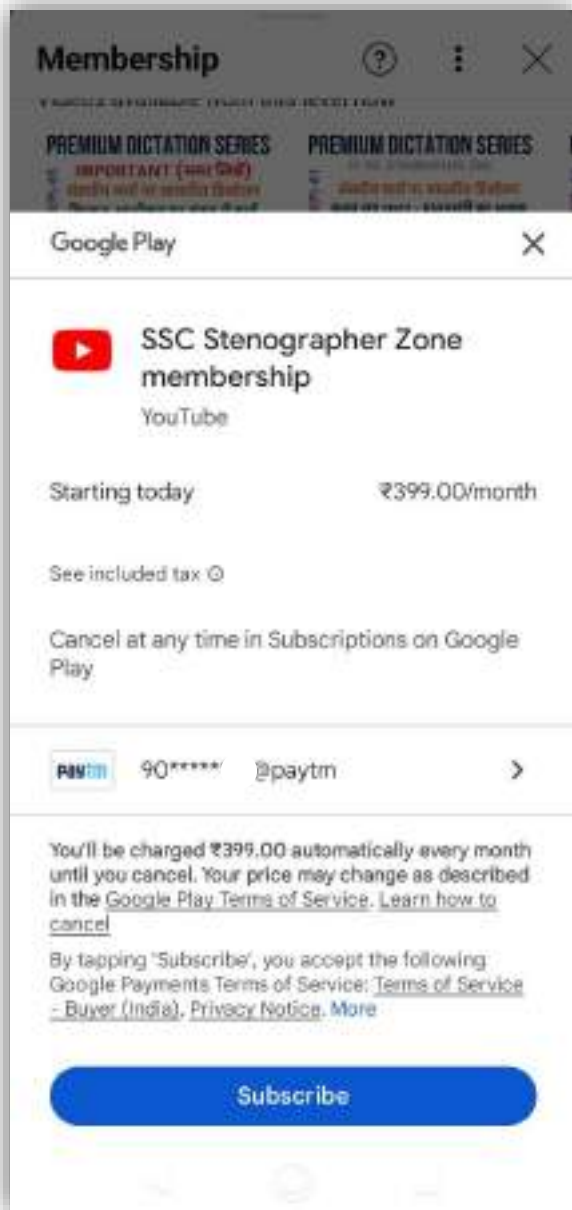 Membership
PREMIUM DICTATION SERIES
PREMIUM DICTATION SERIES
IMPORTANT
Google Play
SSC Stenographer Zone
membership
YouTube
Starting today ₹399.00/month
See included tax
Cancel at any time in Subscriptions on Google
Play
Paytm 90***** @paytm
You'll be charged ₹399.00 automatically every month
until you cancel. Your price may change as described
in the Google Play Terms of Service. Learn how to
cancel
By tapping 'Subscribe', you accept the following
Google Payments Terms of Service: Terms of Service
- Buyer (India), Privacy Notice. More
Subscribe